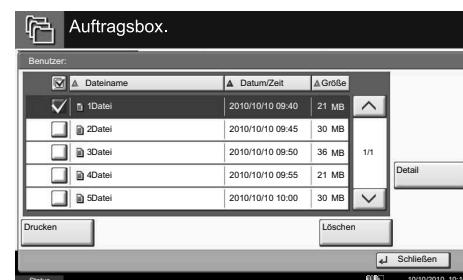 Auftragsbox.
Benutzer:
Dateiname Datum/Zeit Größe
1Datei 2010/10/10 09:40 21 MB
2Datei 2010/10/10 09:45 30 MB
3Datei 2010/10/10 09:50 36 MB 1/1
4Datei 2010/10/10 09:55 21 MB
Detail
5Datei 2010/10/10 10:00 30 MB
Drucken Löschen
Schließen
Status 10/10/2010